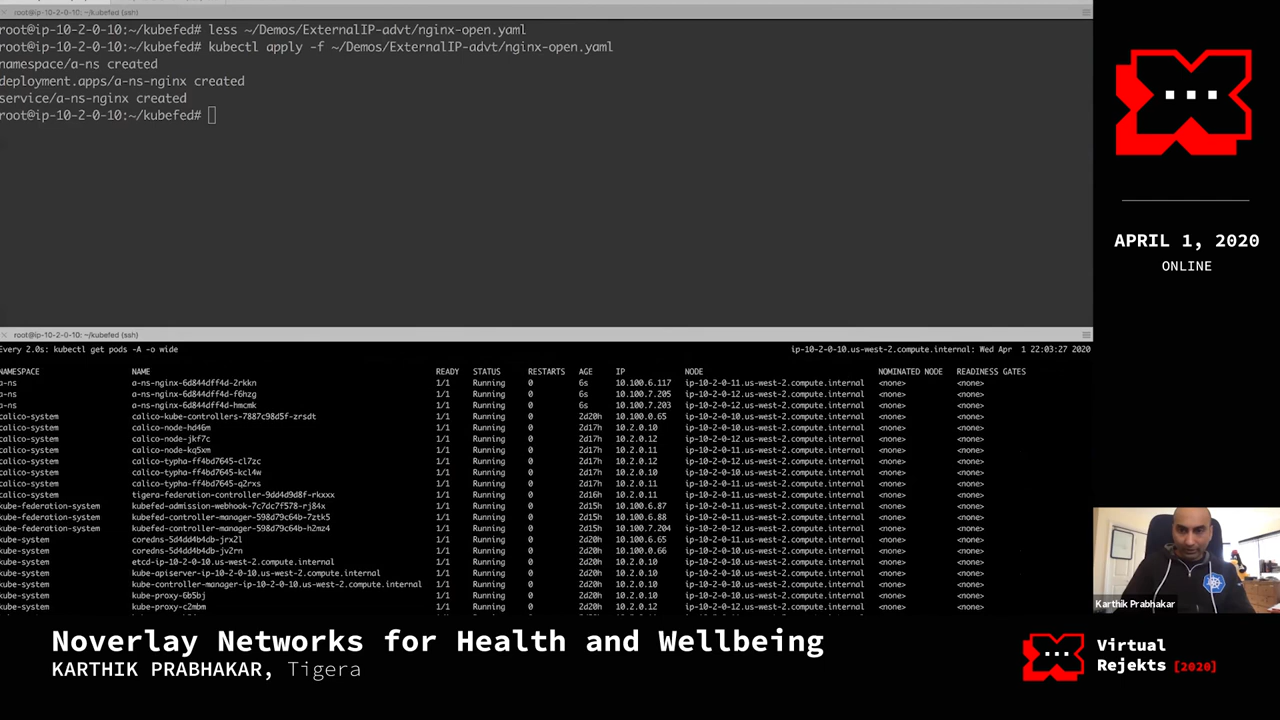 root@ip-10-2-0-10: ~/kubefed (ssh)
root@ip-10-2-0-10:~/kubefed# less ~/Demos/ExternalIP-advt/nginx-open.yaml
root@ip-10-2-0-10:~/kubefed# kubectl apply -f ~/Demos/ExternalIP-advt/nginx-open.yaml
namespace/a-ns created
deployment.apps/a-ns-nginx created
service/a-ns-nginx created
root@ip-10-2-0-10:~/kubefed#
APRIL 1, 2020
ONLINE
root@ip-10-2-0-10: ~/kubefed (ssh)
Every 2.0s: kubectl get pods -A -o wide ip-10-2-0-10.us-west-2.compute.internal: Wed Apr 1 22:03:27 2020
NAMESPACE NAME READY STATUS RESTARTS AGE IP NODE NOMINATED NODE READINESS GATES
a-ns a-ns-nginx-6d844dff4d-2rkkn 1/1 Running 0 6s 10.100.6.117 ip-10-2-0-11.us-west-2.compute.internal <none> <none>
a-ns a-ns-nginx-6d844dff4d-f6hzg 1/1 Running 0 6s 10.100.7.205 ip-10-2-0-12.us-west-2.compute.internal <none> <none>
a-ns a-ns-nginx-6d844dff4d-hmcmk 1/1 Running 0 6s 10.100.7.203 ip-10-2-0-12.us-west-2.compute.internal <none> <none>
calico-system calico-kube-controllers-7787c98d5f-zrsdt 1/1 Running 0 2d20h 10.100.0.65 ip-10-2-0-10.us-west-2.compute.internal <none> <none>
calico-system calico-node-hd46m 1/1 Running 0 2d17h 10.2.0.10 ip-10-2-0-10.us-west-2.compute.internal <none> <none>
calico-system calico-node-jkf7c 1/1 Running 0 2d17h 10.2.0.12 ip-10-2-0-12.us-west-2.compute.internal <none> <none>
calico-system calico-node-kq5xm 1/1 Running 0 2d17h 10.2.0.11 ip-10-2-0-11.us-west-2.compute.internal <none> <none>
calico-system calico-typha-ff4bd7645-cl7zc 1/1 Running 0 2d17h 10.2.0.12 ip-10-2-0-12.us-west-2.compute.internal <none> <none>
calico-system calico-typha-ff4bd7645-kcl4w 1/1 Running 0 2d17h 10.2.0.10 ip-10-2-0-10.us-west-2.compute.internal <none> <none>
calico-system calico-typha-ff4bd7645-q2rxs 1/1 Running 0 2d17h 10.2.0.11 ip-10-2-0-11.us-west-2.compute.internal <none> <none>
calico-system tigera-federation-controller-9dd4d9d8f-rkxxx 1/1 Running 0 2d16h 10.2.0.11 ip-10-2-0-11.us-west-2.compute.internal <none> <none>
kube-federation-system kubefed-admission-webhook-7c7dc7f578-rj84x 1/1 Running 0 2d15h 10.100.6.87 ip-10-2-0-11.us-west-2.compute.internal <none> <none>
kube-federation-system kubefed-controller-manager-598d79c64b-7ztk5 1/1 Running 0 2d15h 10.100.6.88 ip-10-2-0-11.us-west-2.compute.internal <none> <none>
kube-federation-system kubefed-controller-manager-598d79c64b-h2mz4 1/1 Running 0 2d15h 10.100.7.204 ip-10-2-0-12.us-west-2.compute.internal <none> <none>
kube-system coredns-5d4dd4b4db-jrx2l 1/1 Running 0 2d20h 10.100.6.65 ip-10-2-0-11.us-west-2.compute.internal <none> <none>
kube-system coredns-5d4dd4b4db-jv2rn 1/1 Running 0 2d20h 10.100.0.66 ip-10-2-0-10.us-west-2.compute.internal <none> <none>
kube-system etcd-ip-10-2-0-10.us-west-2.compute.internal 1/1 Running 0 2d20h 10.2.0.10 ip-10-2-0-10.us-west-2.compute.internal <none> <none>
kube-system kube-apiserver-ip-10-2-0-10.us-west-2.compute.internal 1/1 Running 0 2d20h 10.2.0.10 ip-10-2-0-10.us-west-2.compute.internal <none> <none>
kube-system kube-controller-manager-ip-10-2-0-10.us-west-2.compute.internal 1/1 Running 0 2d20h 10.2.0.10 ip-10-2-0-10.us-west-2.compute.internal <none> <none>
kube-system kube-proxy-6b5bj 1/1 Running 0 2d20h 10.2.0.10 ip-10-2-0-10.us-west-2.compute.internal <none> <none>
kube-system kube-proxy-c2mbm 1/1 Running 0 2d20h 10.2.0.12 ip-10-2-0-12.us-west-2.compute.internal <none> <none>
Karthik Prabhakar
Noverlay Networks for Health and Wellbeing
KARTHIK PRABHAKAR, Tigera
Virtual
Rejekts [2020]